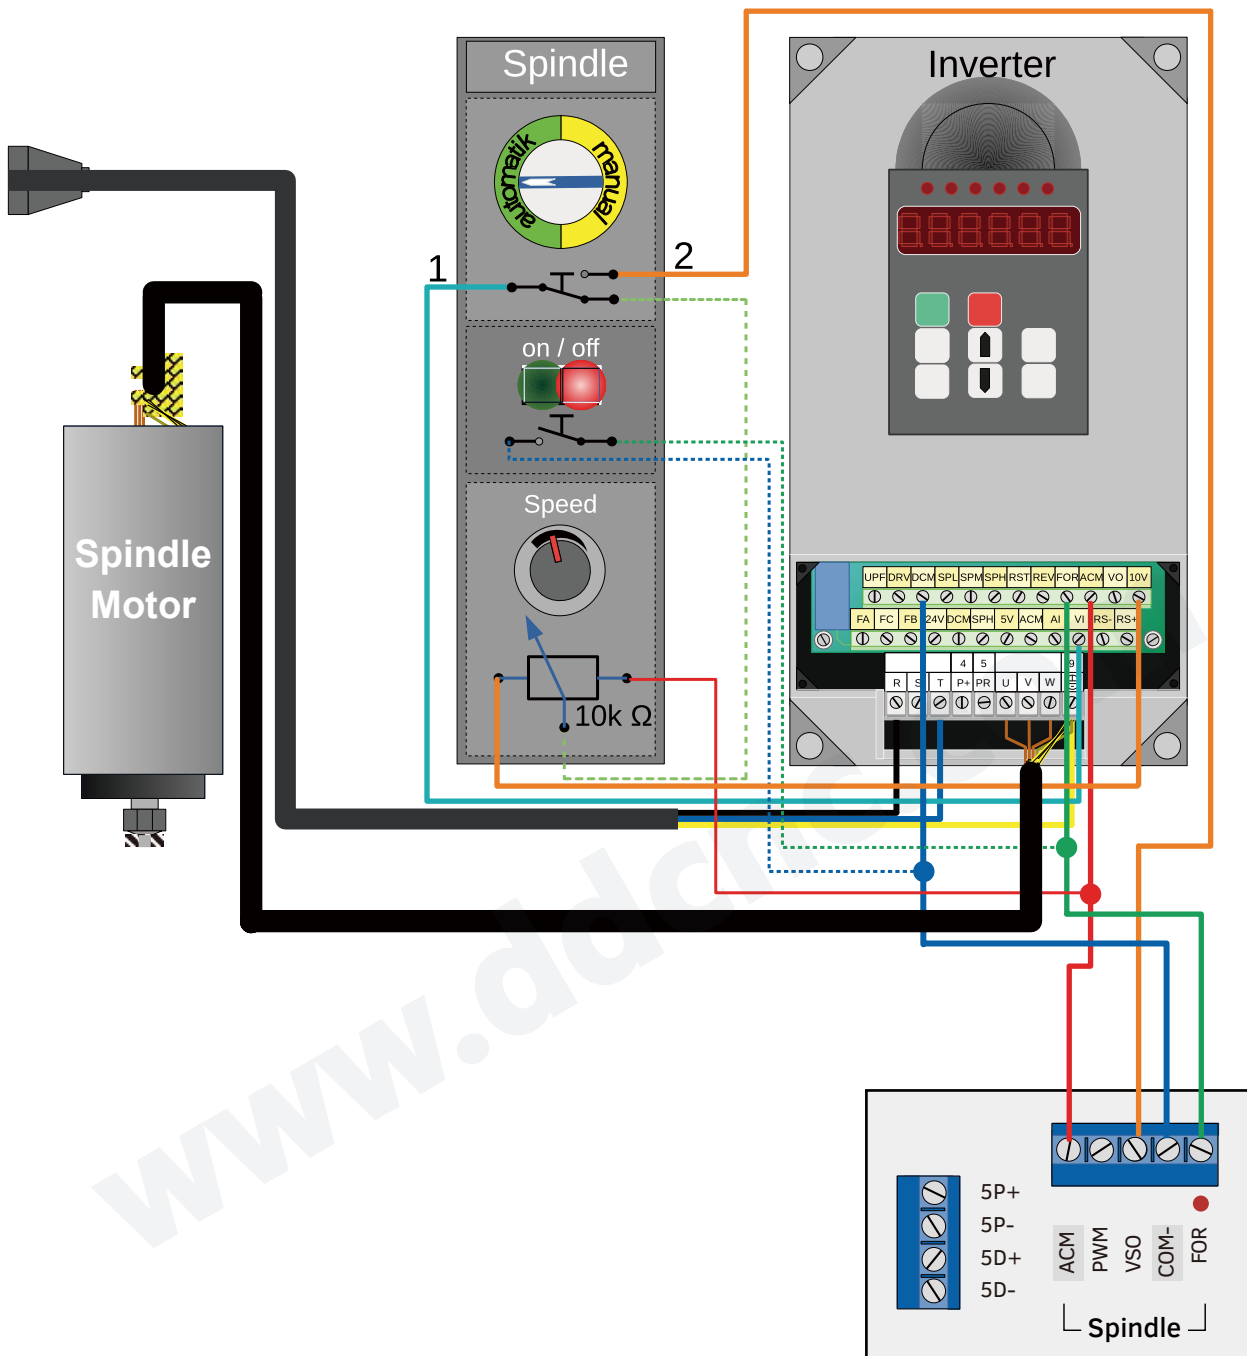 Spindle
Inverter
automatik
manual
1
2
on / off
Spindle
Motor
Speed
10k Ω
UPF DRV DCM SPL SPM SPH RST REV FOR ACM VO 10V
FA FC FB 24V DCM SPH 5V ACM AI VI RS- RS+
4 5
R S T P+ PR U V W
www.ddcnc.com
5P+
5P-
5D+
5D-
ACM
PWM
VSO
COM-
FOR
Spindle